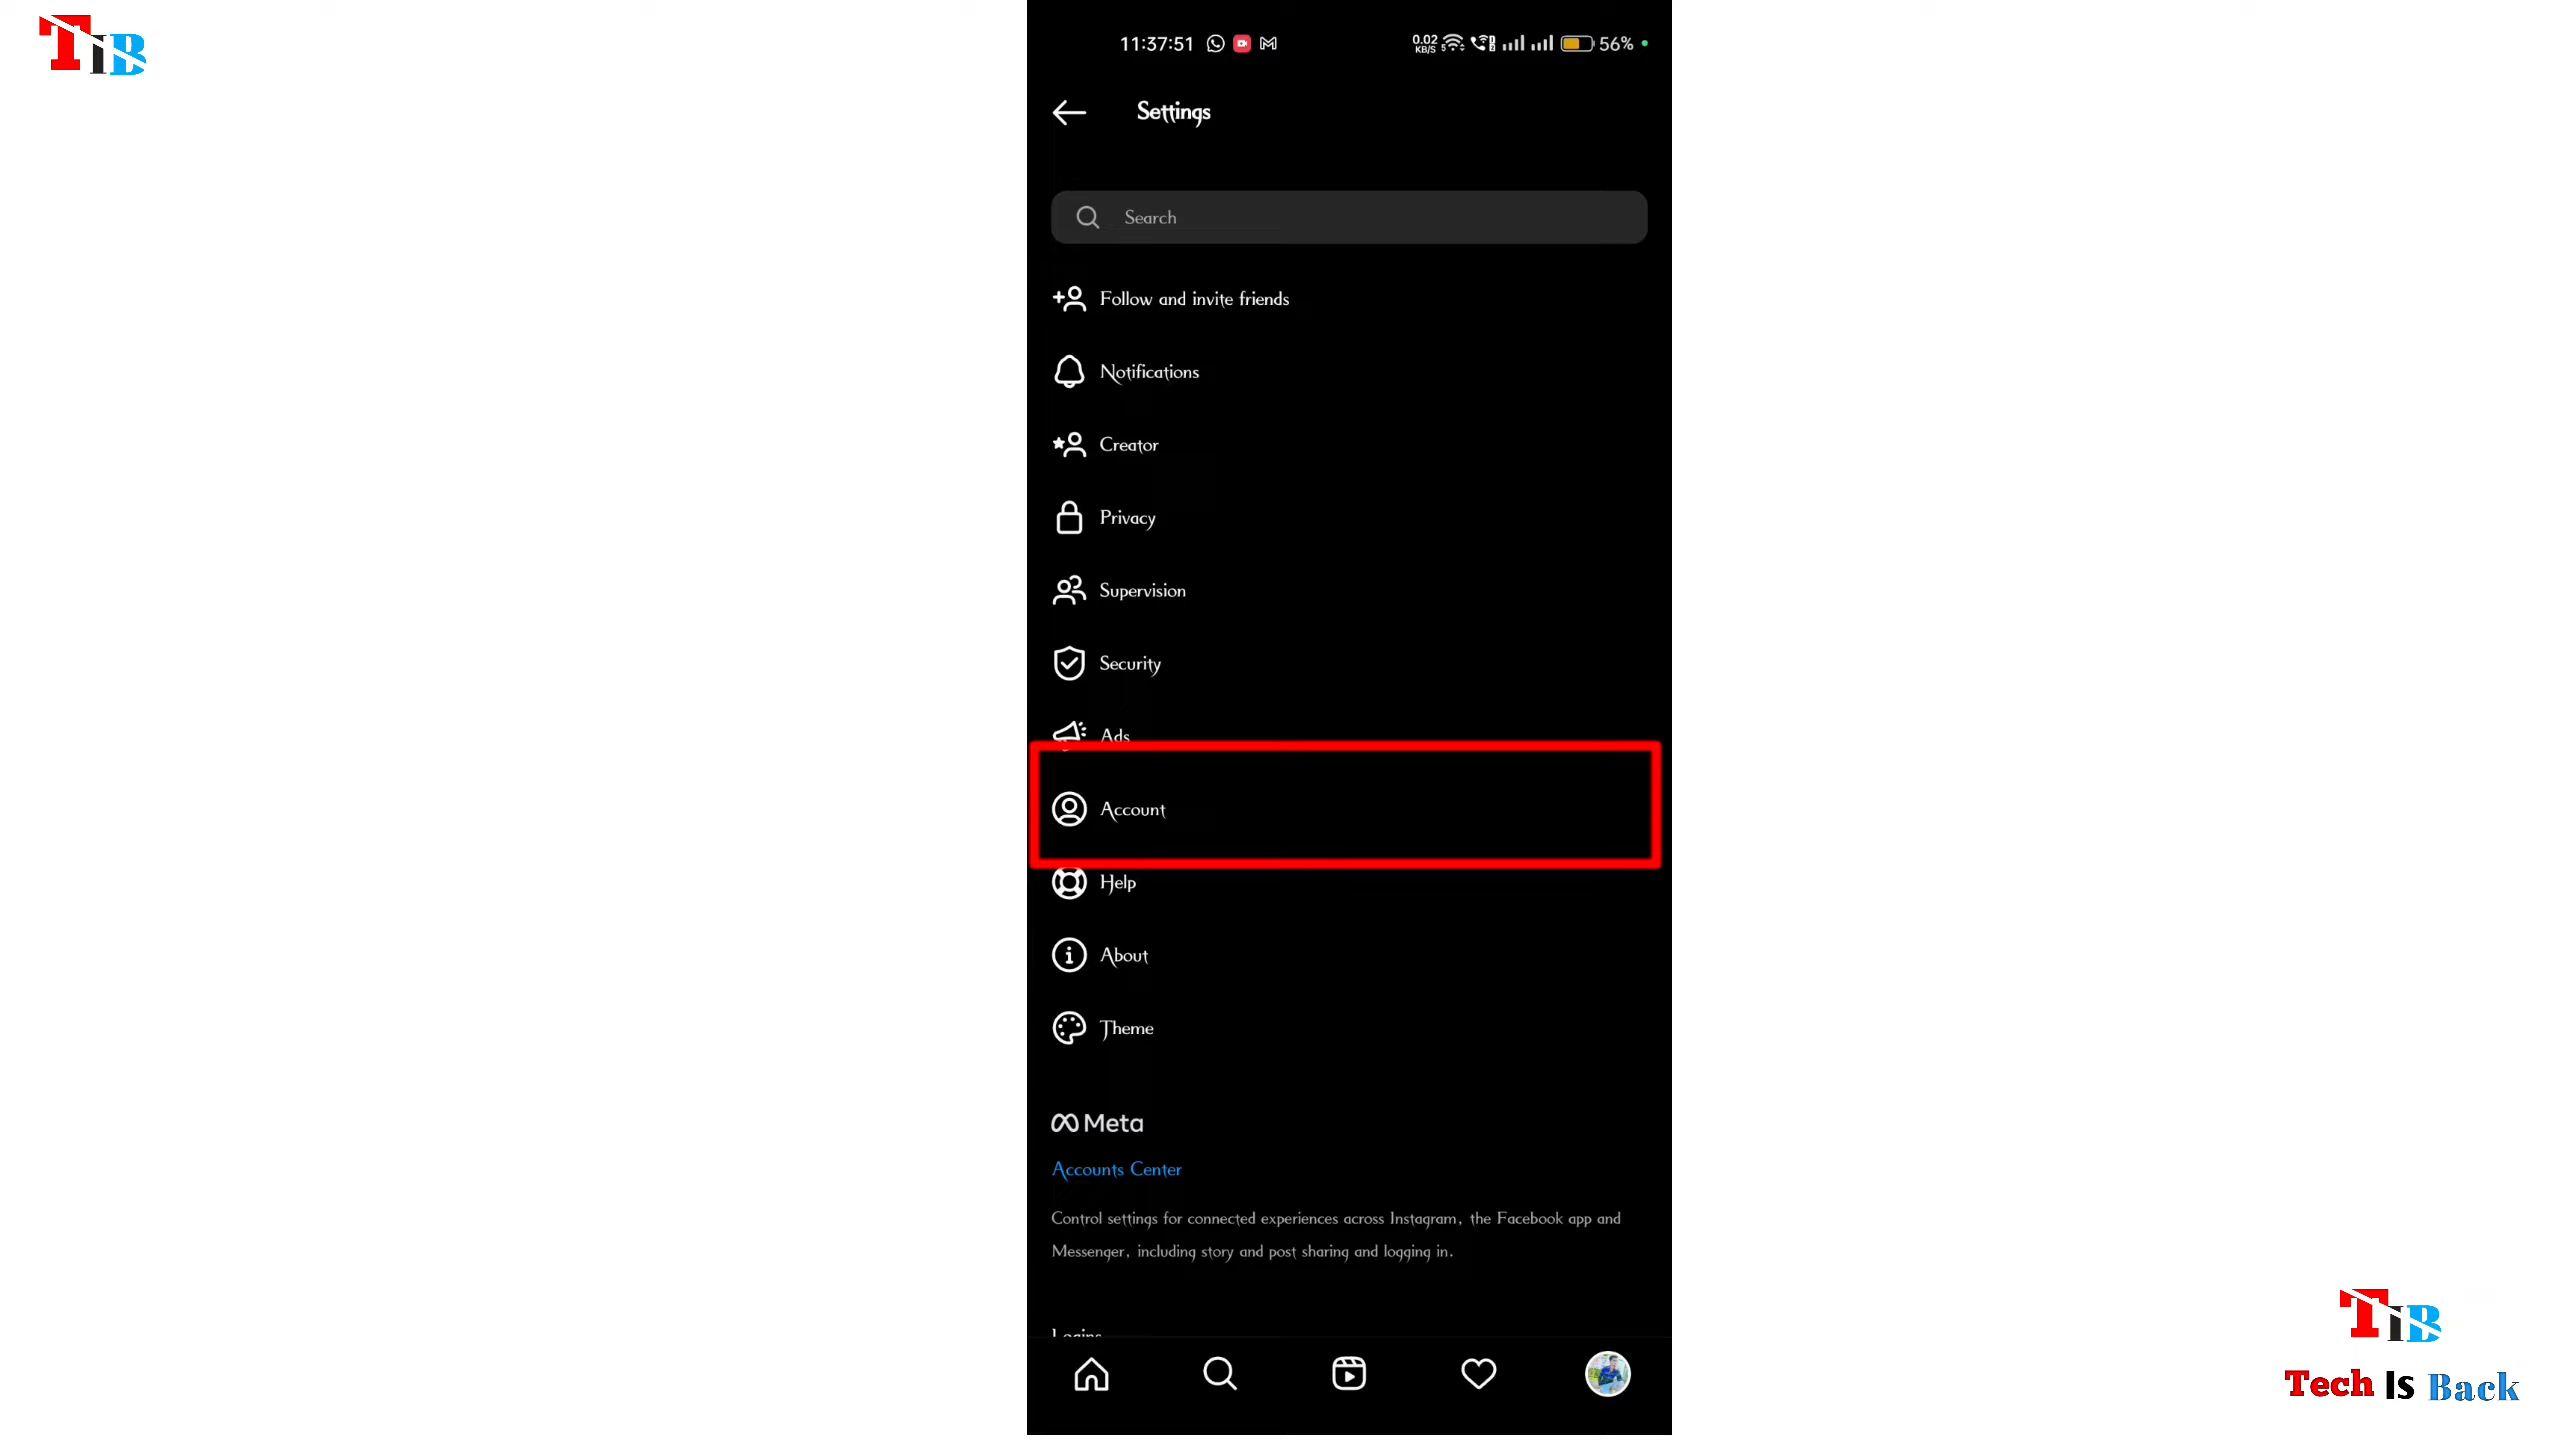 TIB
11:37:51
0.02 KB/S 56%
Settings
Search
Follow and invite friends
Notifications
Creator
Privacy
Supervision
Security
Ads
Account
Help
About
Theme
Meta
Accounts Center
Control settings for connected experiences across Instagram, the Facebook app and
Messenger, including story and post sharing and logging in.
Logins
TIB
Tech Is Back